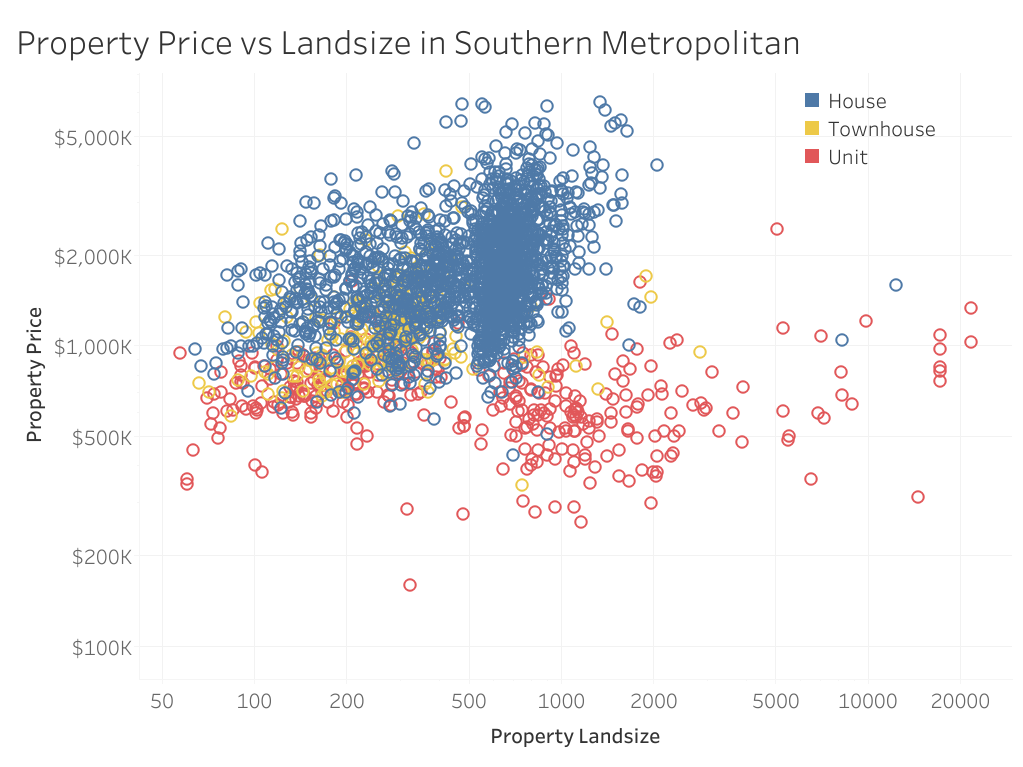 Property Price vs Landsize in Southern Metropolitan
House
Townhouse
Unit
$5,000K
$2,000K
$1,000K
$500K
$200K
$100K
Property Price
50 100 200 500 1000 2000 5000 10000 20000
Property Landsize